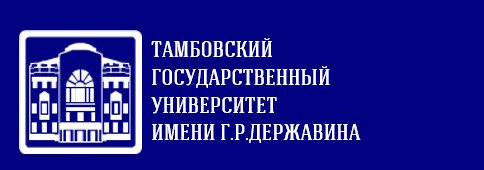 ТАМБОВСКИЙ
ГОСУДАРСТВЕННЫЙ
УНИВЕРСИТЕТ
ИМЕНИ Г.Р.ДЕРЖАВИНА